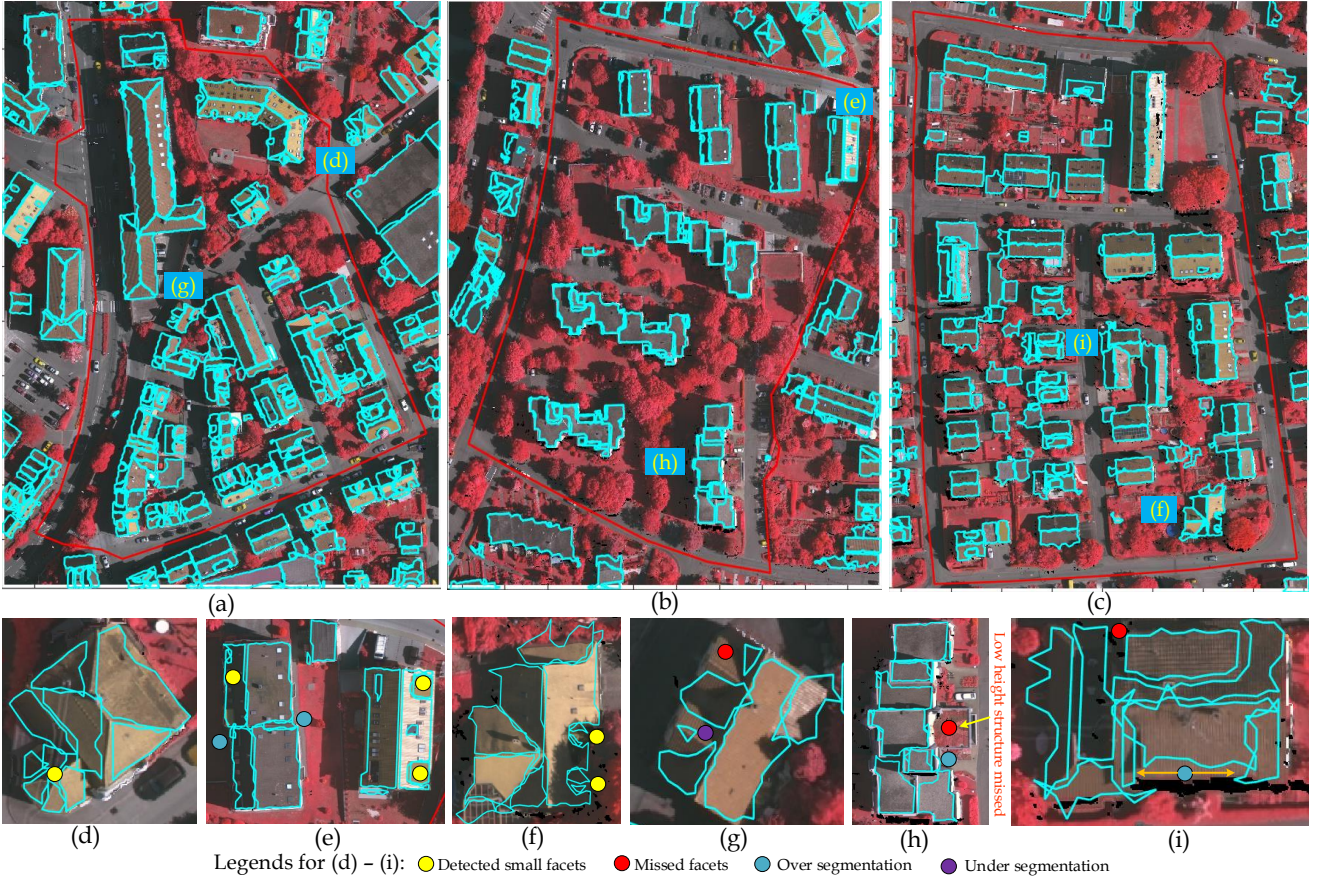 (d)
(g)
(a)
(e)
(h)
(b)
(i)
(f)
(c)
Low height structure missed
(d)
(e)
(f)
(g)
(h)
(i)
Legends for (d) – (i): Detected small facets Missed facets Over segmentation Under segmentation